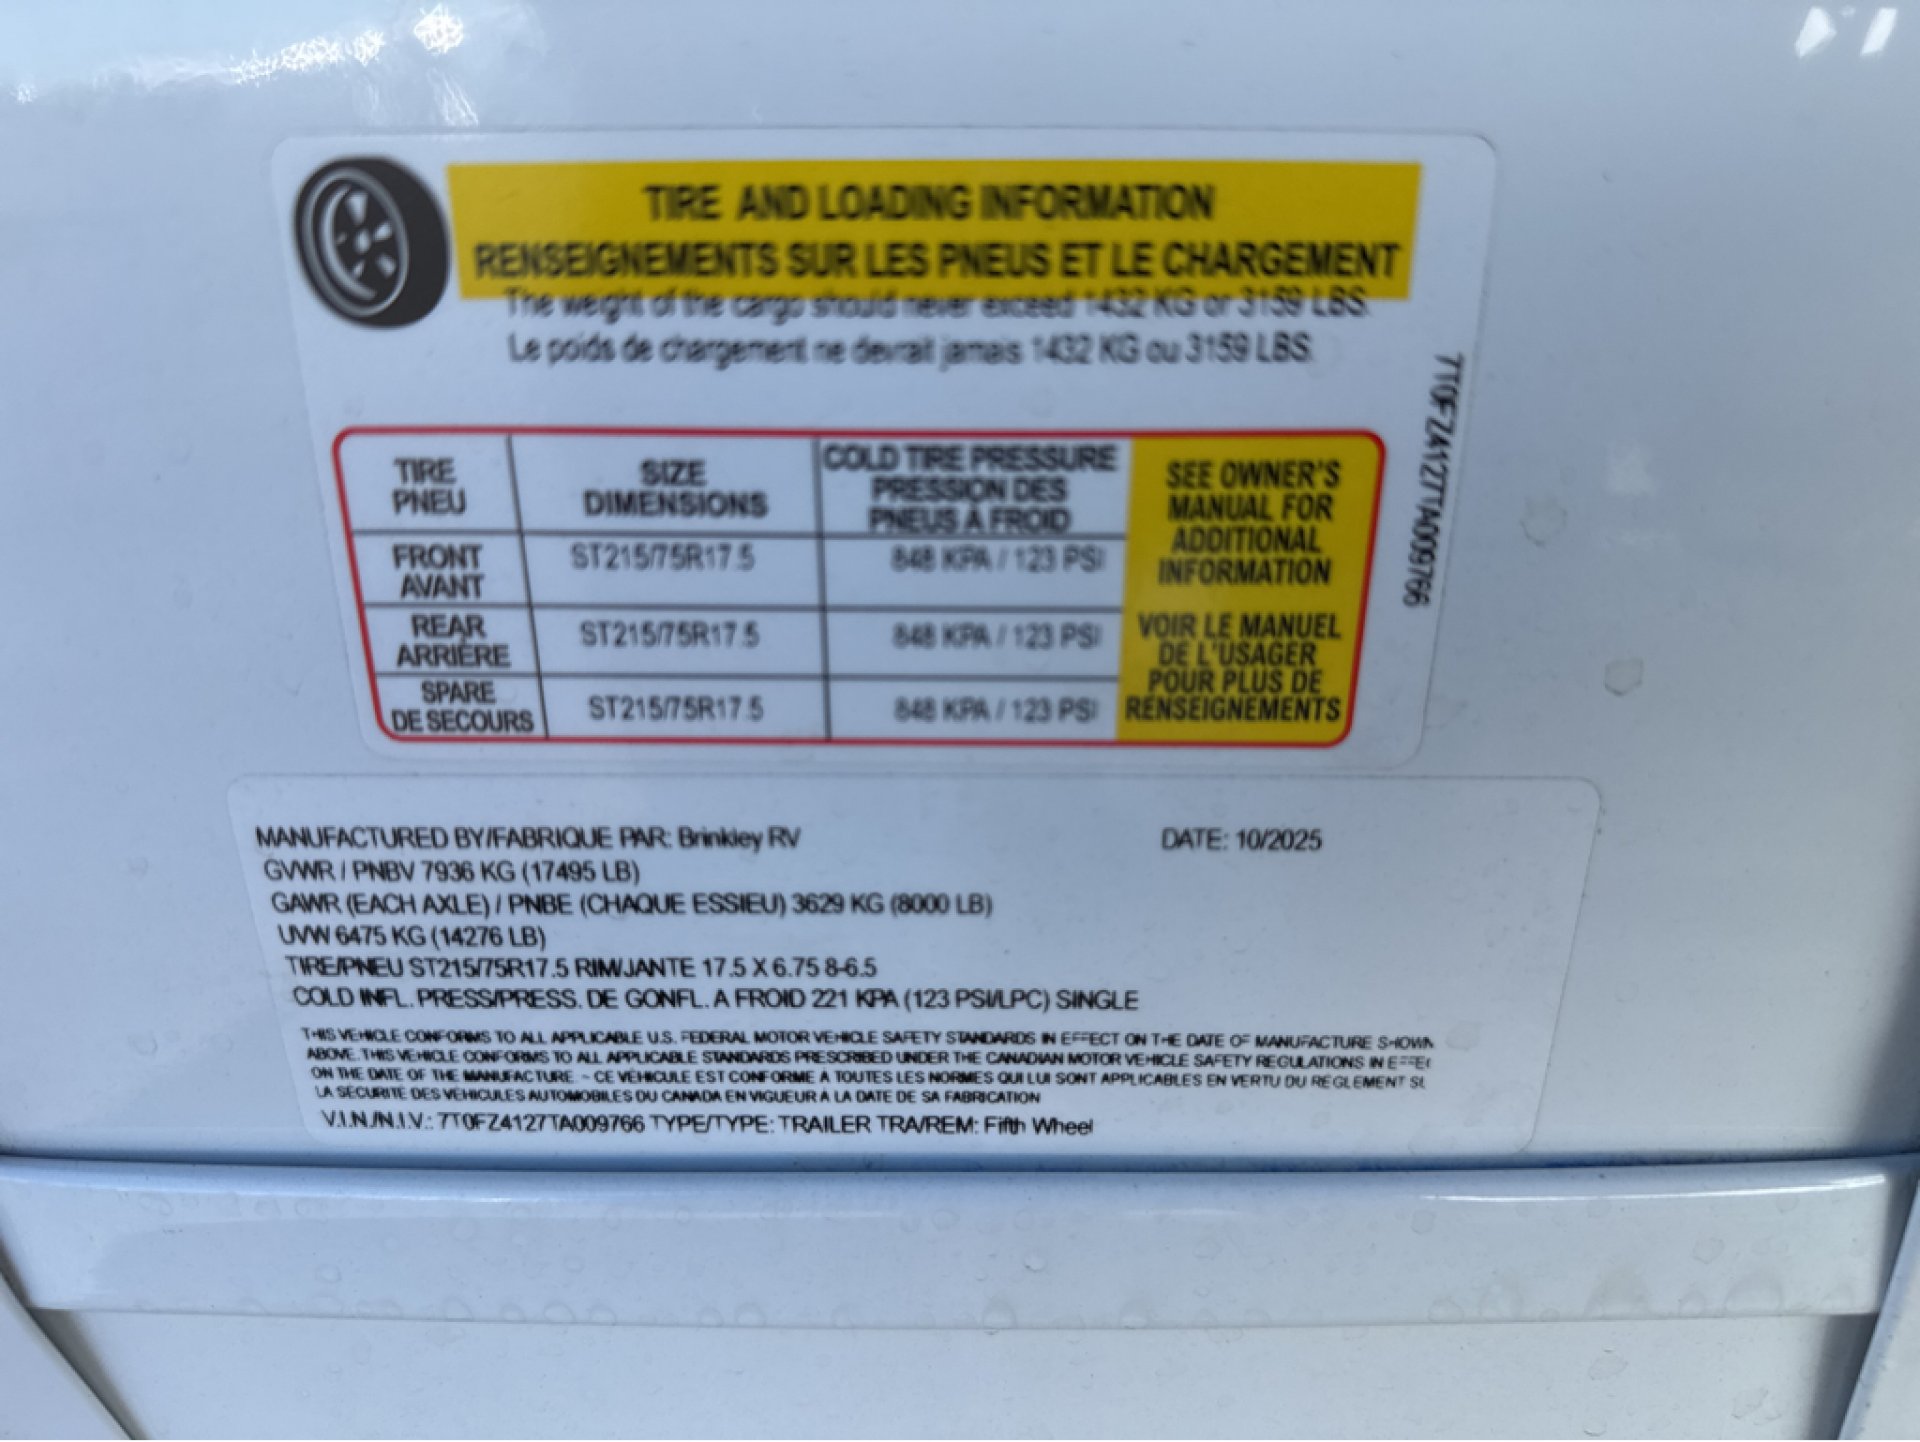 TIRE AND LOADING INFORMATION
RENSEIGNEMENTS SUR LES PNEUS ET LE CHARGEMENT
The weight of the cargo should never exceed 1432 KG or 3159 LBS.
Le poids de chargement ne devrait jamais 1432 KG ou 3159 LBS.
TIRE PNEU SIZE DIMENSIONS COLD TIRE PRESSURE PRESSION DES PNEUS A FROID
FRONT AVANT ST215/75R17.5 848 KPA / 123 PSI
REAR ARRIÈRE ST215/75R17.5 848 KPA / 123 PSI
SPARE DE SECOURS ST215/75R17.5 848 KPA / 123 PSI
SEE OWNER'S
MANUAL FOR
ADDITIONAL
INFORMATION
VOIR LE MANUEL
DE L'USAGER
POUR PLUS DE
RENSEIGNEMENTS
7T0FZ4127TA009766
MANUFACTURED BY/FABRIQUE PAR: Brinkley RV DATE: 10/2025
GVWR / PNBV 7936 KG (17495 LB)
GAWR (EACH AXLE) / PNBE (CHAQUE ESSIEU) 3629 KG (8000 LB)
UVW 6475 KG (14276 LB)
TIRE/PNEU ST215/75R17.5 RIM/JANTE 17.5 X 6.75 8-6.5
COLD INFL. PRESS/PRESS. DE GONFL. A FROID 221 KPA (123 PSI/LPC) SINGLE
THIS VEHICLE CONFORMS TO ALL APPLICABLE U.S. FEDERAL MOTOR VEHICLE SAFETY STANDARDS IN EFFECT ON THE DATE OF MANUFACTURE SHOWN
ABOVE. THIS VEHICLE CONFORMS TO ALL APPLICABLE STANDARDS PRESCRIBED UNDER THE CANADIAN MOTOR VEHICLE SAFETY REGULATIONS IN EFFEC
ON THE DATE OF THE MANUFACTURE. - CE VÉHICULE EST CONFORME À TOUTES LES NORMES QUI LUI SONT APPLICABLES EN VERTU DU RÉGLEMENT SU
LA SÉCURITÉ DES VÉHICULES AUTOMOBILES DU CANADA EN VIGUEUR À LA DATE DE SA FABRICATION
V.I.N./N.I.V.: 7T0FZ4127TA009766 TYPE/TYPE: TRAILER TRA/REM: Fifth Wheel